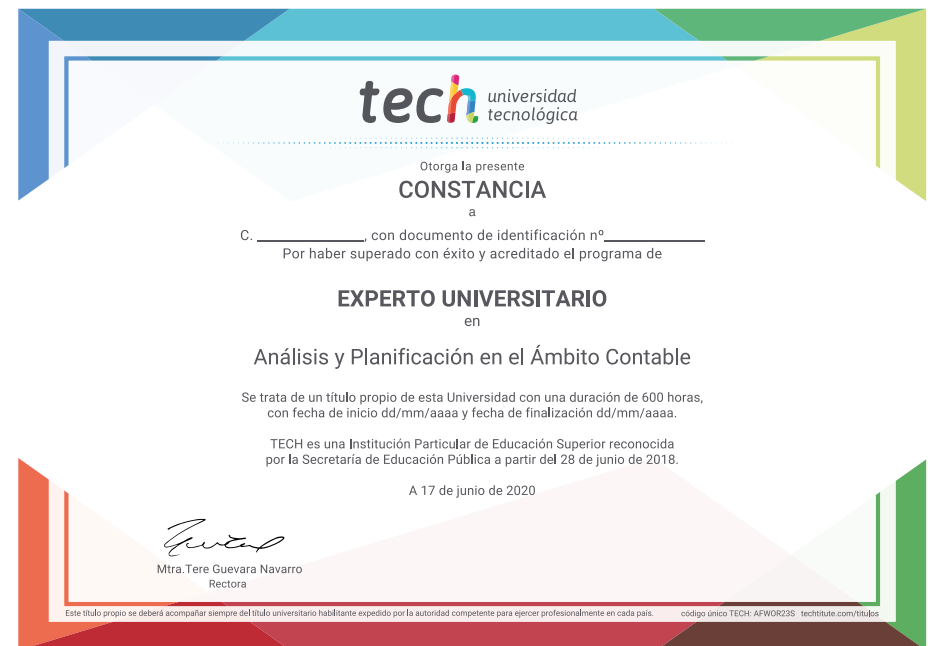 tech universidad
tecnológica
Otorga la presente
CONSTANCIA
a
C. ______________, con documento de identificación nº______________
Por haber superado con éxito y acreditado el programa de
EXPERTO UNIVERSITARIO
en
Análisis y Planificación en el Ámbito Contable
Se trata de un título propio de esta Universidad con una duración de 600 horas,
con fecha de inicio dd/mm/aaaa y fecha de finalización dd/mm/aaaa.
TECH es una Institución Particular de Educación Superior reconocida
por la Secretaría de Educación Pública a partir del 28 de junio de 2018.
A 17 de junio de 2020
Mtra.Tere Guevara Navarro
Rectora
Este título propio se deberá acompañar siempre del título universitario habilitante expedido por la autoridad competente para ejercer profesionalmente en cada país. código único TECH: AFWOR23S techtitute.com/titulos